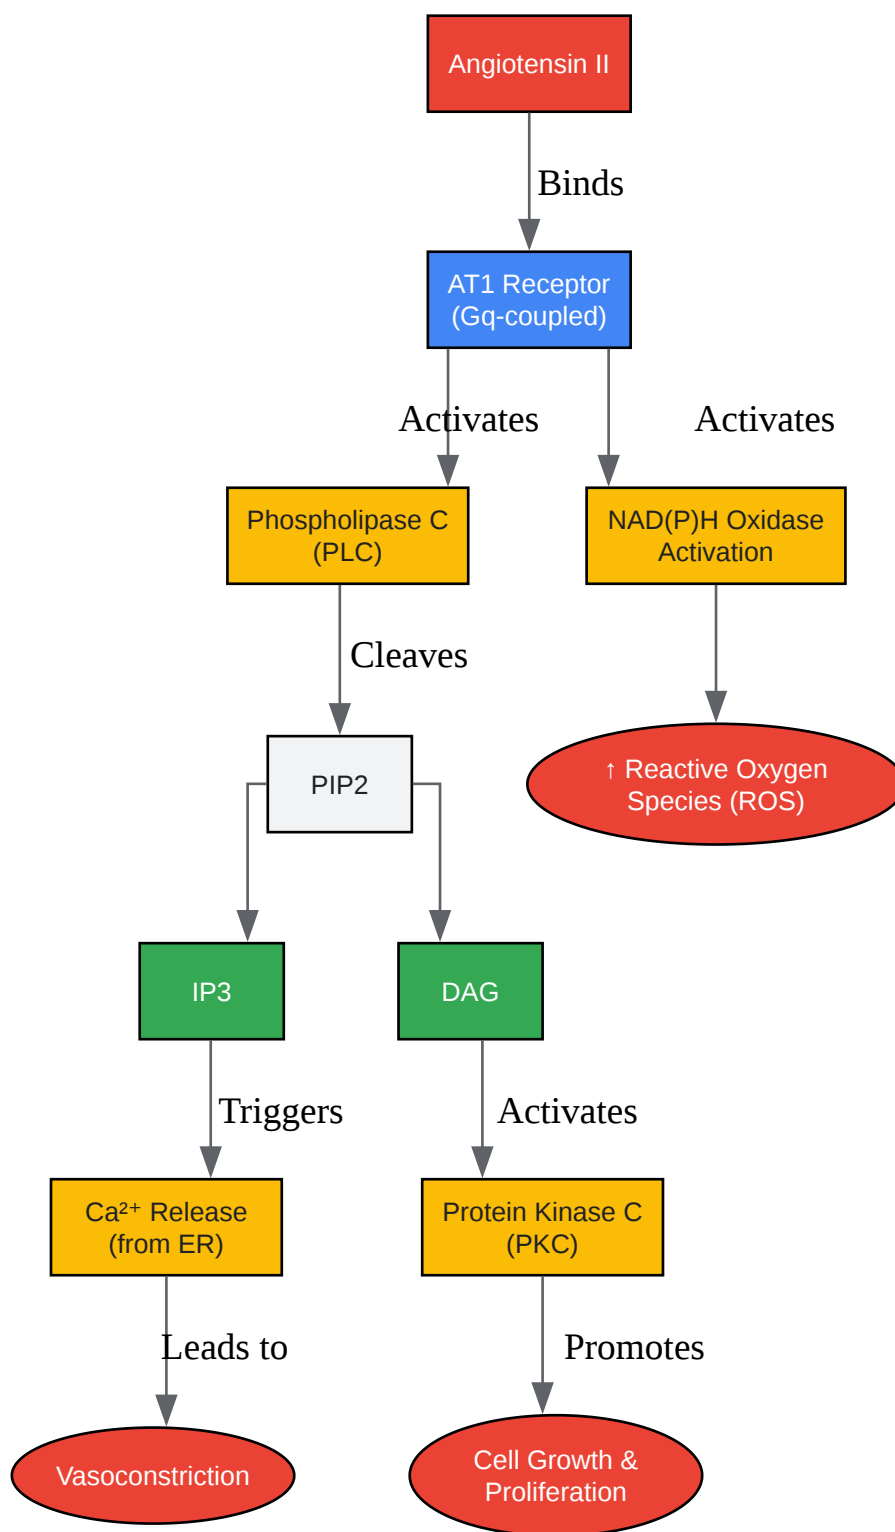 Angiotensin II
Binds
AT1 Receptor
(Gq-coupled)
Activates
Activates
Phospholipase C
(PLC)
NAD(P)H Oxidase
Activation
Cleaves
PIP2
↑ Reactive Oxygen
Species (ROS)
IP3
DAG
Triggers
Activates
Ca²⁺ Release
(from ER)
Protein Kinase C
(PKC)
Leads to
Promotes
Vasoconstriction
Cell Growth &
Proliferation